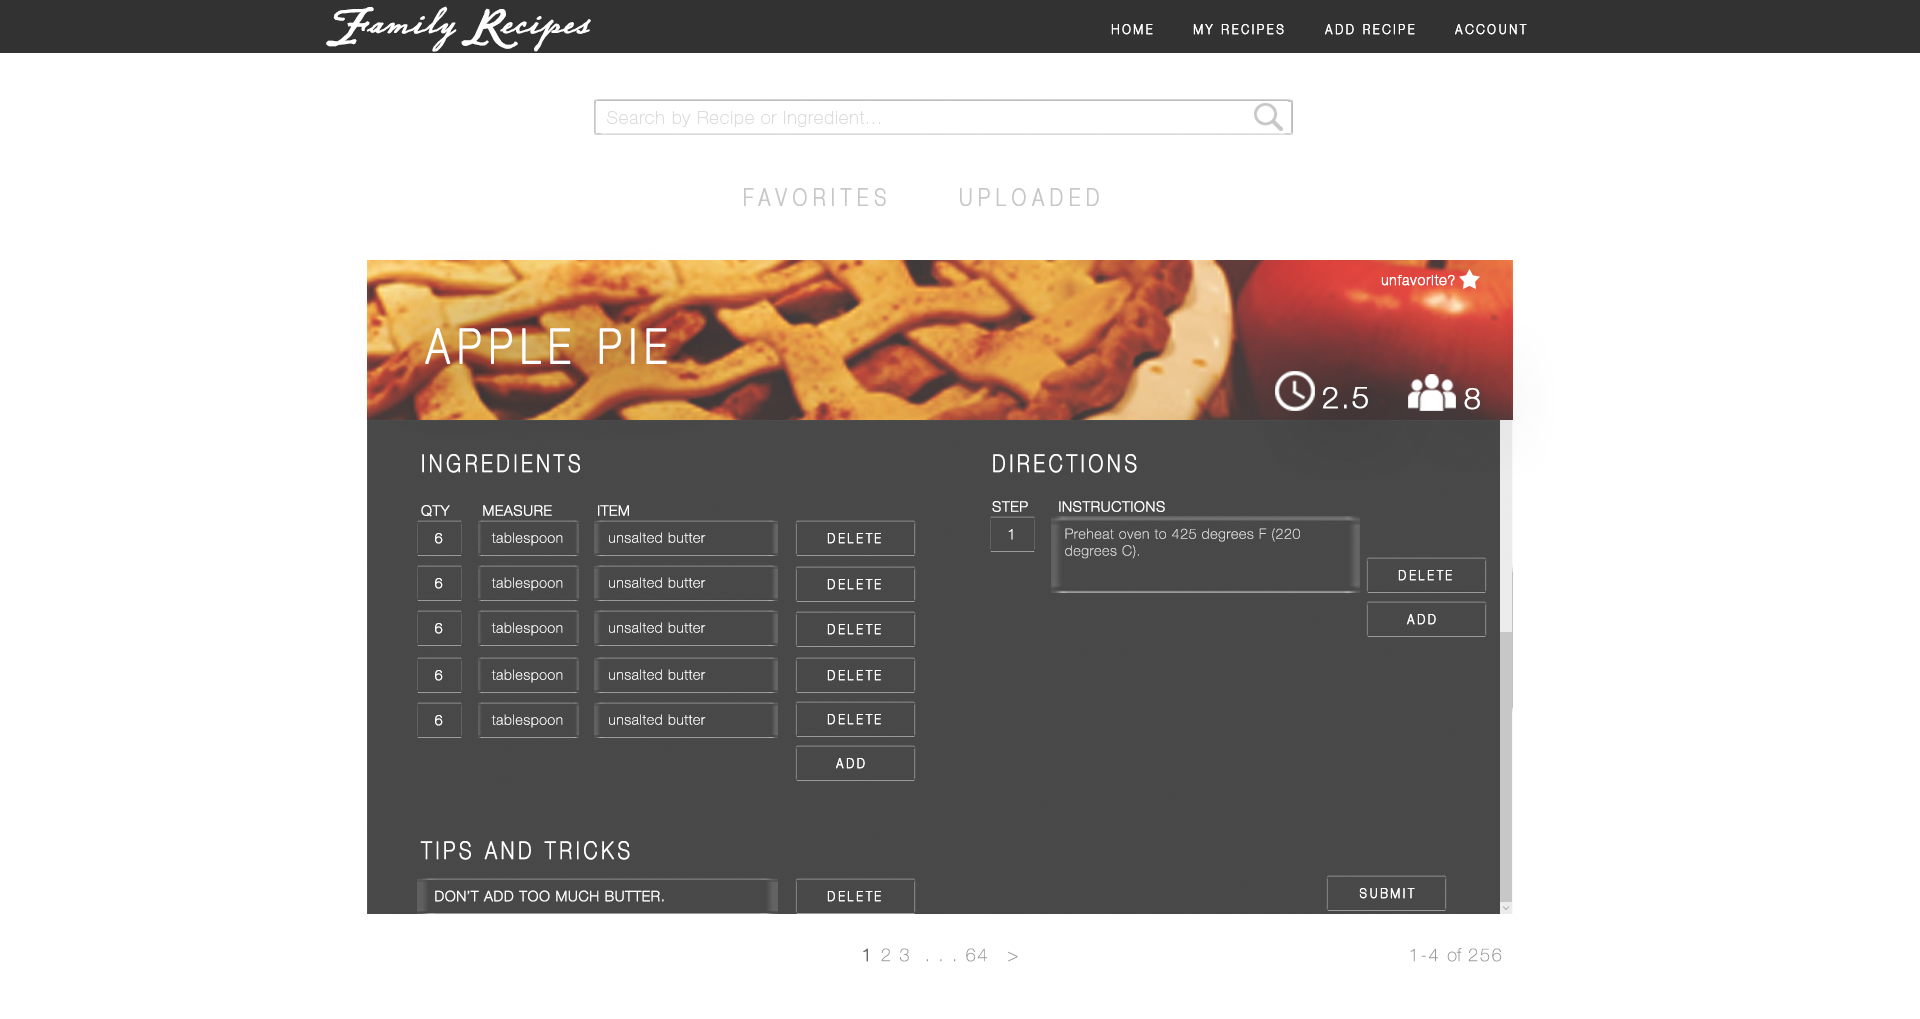 Family Recipes
HOME MY RECIPES ADD RECIPE ACCOUNT
Search by Recipe or Ingredient...
FAVORITES UPLOADED
unfavorite?
APPLE PIE
2.5 8
INGREDIENTS
QTY MEASURE ITEM
6 tablespoon unsalted butter DELETE
6 tablespoon unsalted butter DELETE
6 tablespoon unsalted butter DELETE
6 tablespoon unsalted butter DELETE
6 tablespoon unsalted butter DELETE
ADD
DIRECTIONS
STEP INSTRUCTIONS
1 Preheat oven to 425 degrees F (220
degrees C).
DELETE
ADD
TIPS AND TRICKS
DON'T ADD TOO MUCH BUTTER. DELETE
SUBMIT
1 2 3 . . . 64 >
1-4 of 256